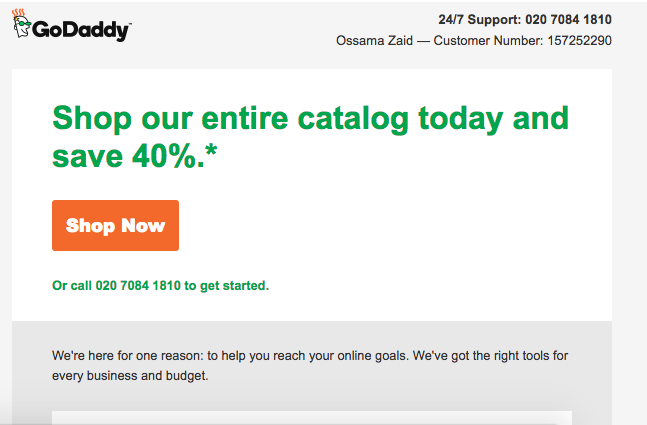 GoDaddy™
24/7 Support: 020 7084 1810
Ossama Zaid — Customer Number: 157252290
Shop our entire catalog today and
save 40%.*
Shop Now
Or call 020 7084 1810 to get started.
We're here for one reason: to help you reach your online goals. We've got the right tools for
every business and budget.